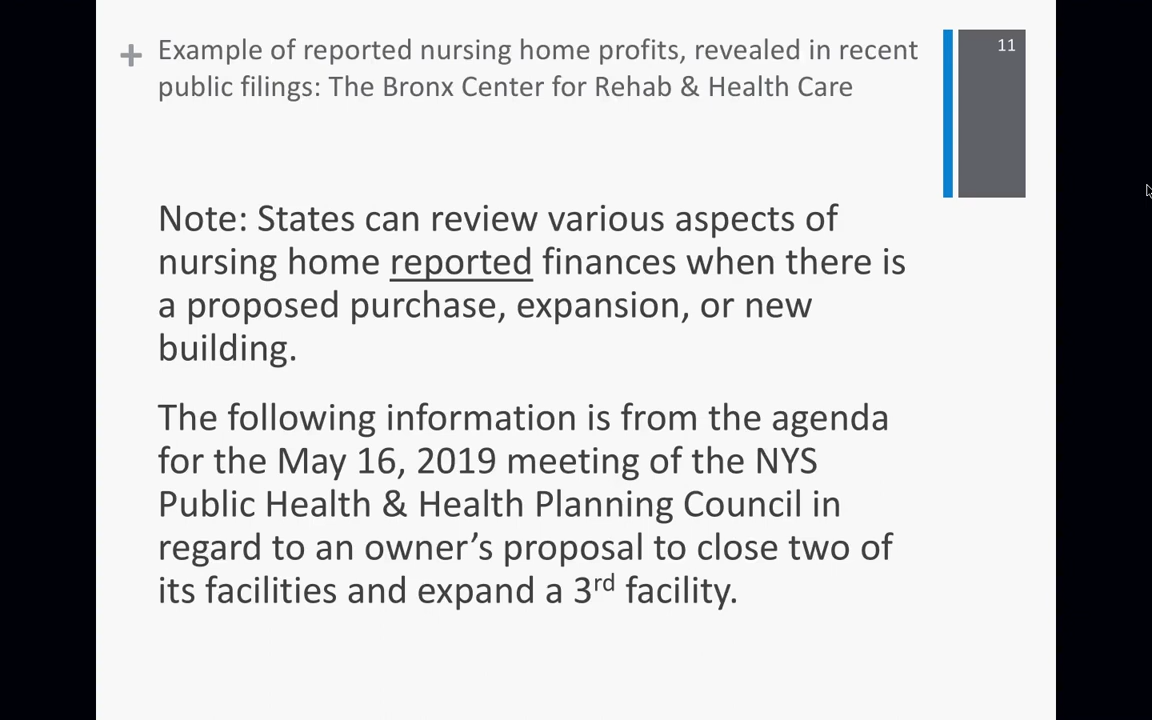 + Example of reported nursing home profits, revealed in recent
public filings: The Bronx Center for Rehab & Health Care
11
Note: States can review various aspects of
nursing home reported finances when there is
a proposed purchase, expansion, or new
building.
The following information is from the agenda
for the May 16, 2019 meeting of the NYS
Public Health & Health Planning Council in
regard to an owner’s proposal to close two of
its facilities and expand a 3rd facility.